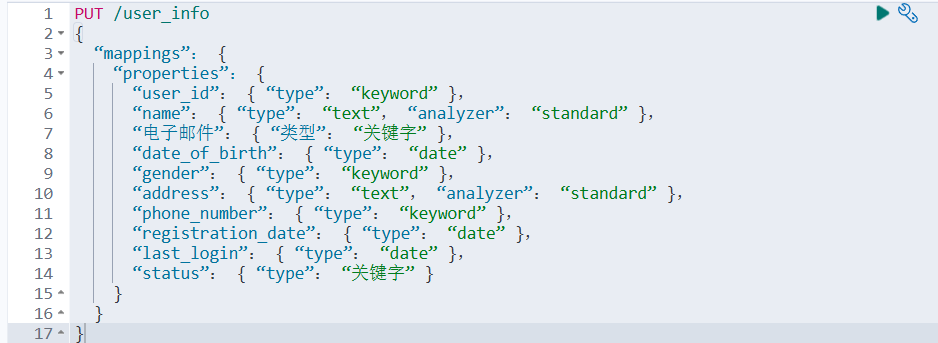 1 PUT /user_info
2 {
3 “mappings”： {
4 “properties”： {
5 “user_id”： { “type”： “keyword” }，
6 “name”： { “type”： “text”， “analyzer”： “standard” }，
7 “电子邮件”： { “类型”： “关键字” }，
8 “date_of_birth”： { “type”： “date” }，
9 “gender”： { “type”： “keyword” }，
10 “address”： { “type”： “text”， “analyzer”： “standard” }，
11 “phone_number”： { “type”： “keyword” }，
12 “registration_date”： { “type”： “date” }，
13 “last_login”： { “type”： “date” }，
14 “status”： { “type”： “关键字” }
15 }
16 }
17 }